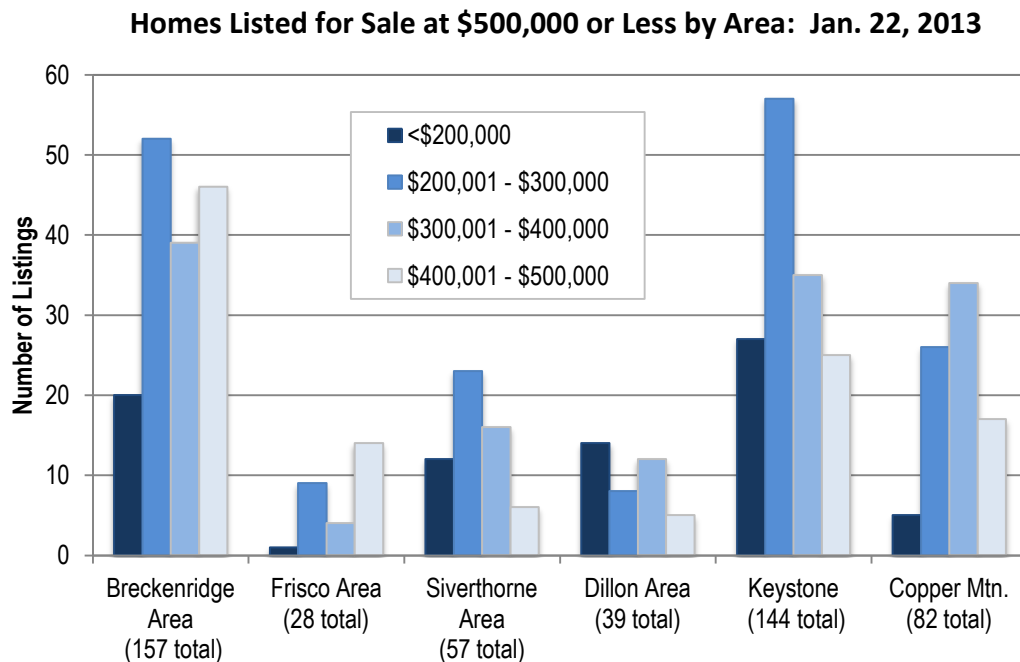 Homes Listed for Sale at $500,000 or Less by Area: Jan. 22, 2013
Number of Listings
60
50
40
30
20
10
0
<$200,000
$200,001 - $300,000
$300,001 - $400,000
$400,001 - $500,000
Breckenridge
Area
(157 total)
Frisco Area
(28 total)
Siverthorne
Area
(57 total)
Dillon Area
(39 total)
Keystone
(144 total)
Copper Mtn.
(82 total)